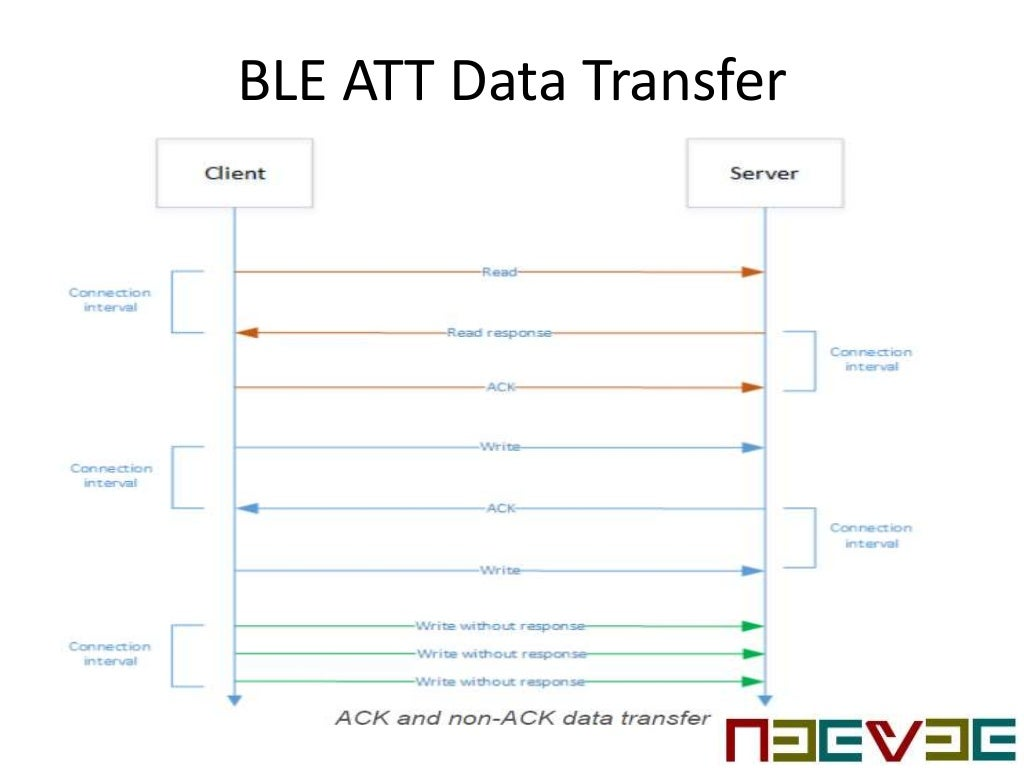 BLE ATT Data Transfer
Client
Server
Read
Connection
interval
Read response
Connection
interval
ACK
Write
Connection
interval
ACK
Connection
interval
Write
Write without response
Connection
interval
Write without response
Write without response
ACK and non-ACK data transfer